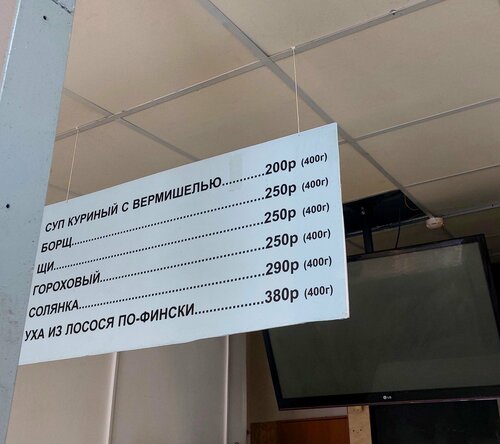 СУП КУРИНЫЙ С ВЕРМИШЕЛЬЮ...........200р (400г)
БОРЩ.................................................250р (400г)
ЩИ.....................................................250р (400г)
ГОРОХОВЫЙ.......................................250р (400г)
СОЛЯНКА............................................290р (400г)
УХА ИЗ ЛОСОСЯ ПО-ФИНСКИ.................380р (400г)
LG